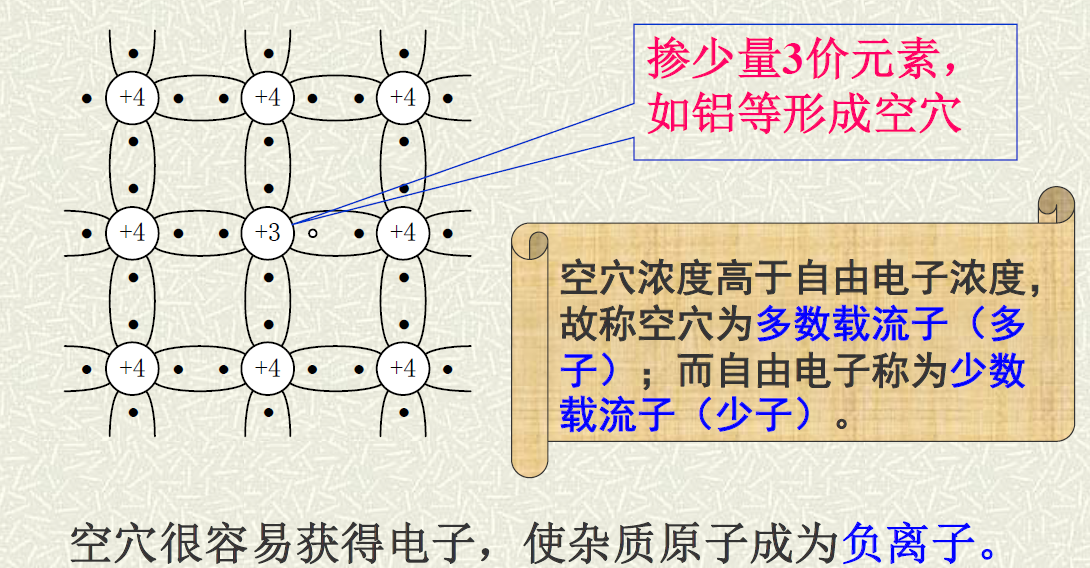 掺少量3价元素，
如铝等形成空穴
+4 +4 +4
+4 +3 +4
+4 +4 +4
空穴浓度高于自由电子浓度，
故称空穴为多数载流子（多
子）；而自由电子称为少数
载流子（少子）。
空穴很容易获得电子，使杂质原子成为负离子。